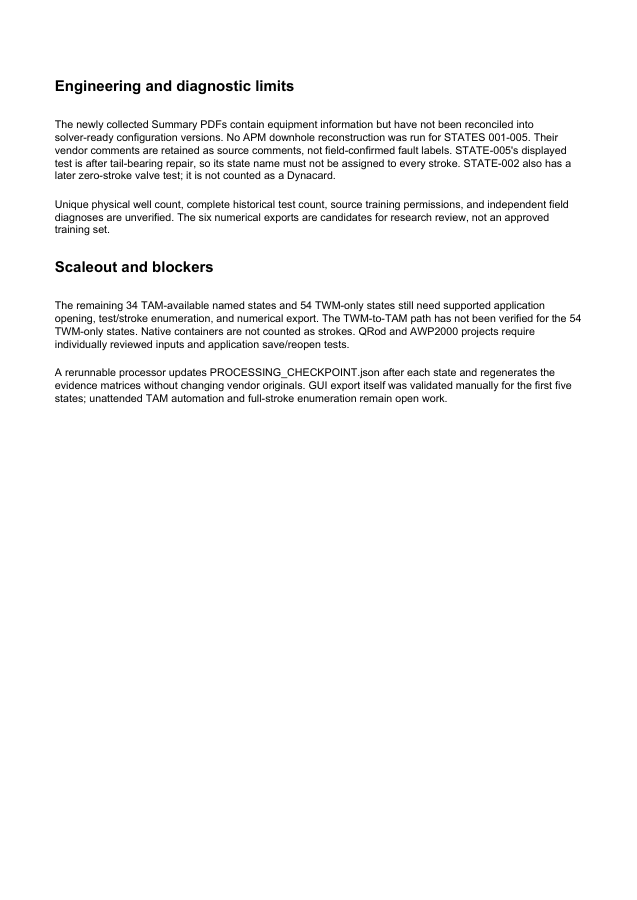 Engineering and diagnostic limits
The newly collected Summary PDFs contain equipment information but have not been reconciled into
solver-ready configuration versions. No APM downhole reconstruction was run for STATES 001-005. Their
vendor comments are retained as source comments, not field-confirmed fault labels. STATE-005's displayed
test is after tail-bearing repair, so its state name must not be assigned to every stroke. STATE-002 also has a
later zero-stroke valve test; it is not counted as a Dynacard.
Unique physical well count, complete historical test count, source training permissions, and independent field
diagnoses are unverified. The six numerical exports are candidates for research review, not an approved
training set.
Scaleout and blockers
The remaining 34 TAM-available named states and 54 TWM-only states still need supported application
opening, test/stroke enumeration, and numerical export. The TWM-to-TAM path has not been verified for the 54
TWM-only states. Native containers are not counted as strokes. QRod and AWP2000 projects require
individually reviewed inputs and application save/reopen tests.
A rerunnable processor updates PROCESSING_CHECKPOINT.json after each state and regenerates the
evidence matrices without changing vendor originals. GUI export itself was validated manually for the first five
states; unattended TAM automation and full-stroke enumeration remain open work.